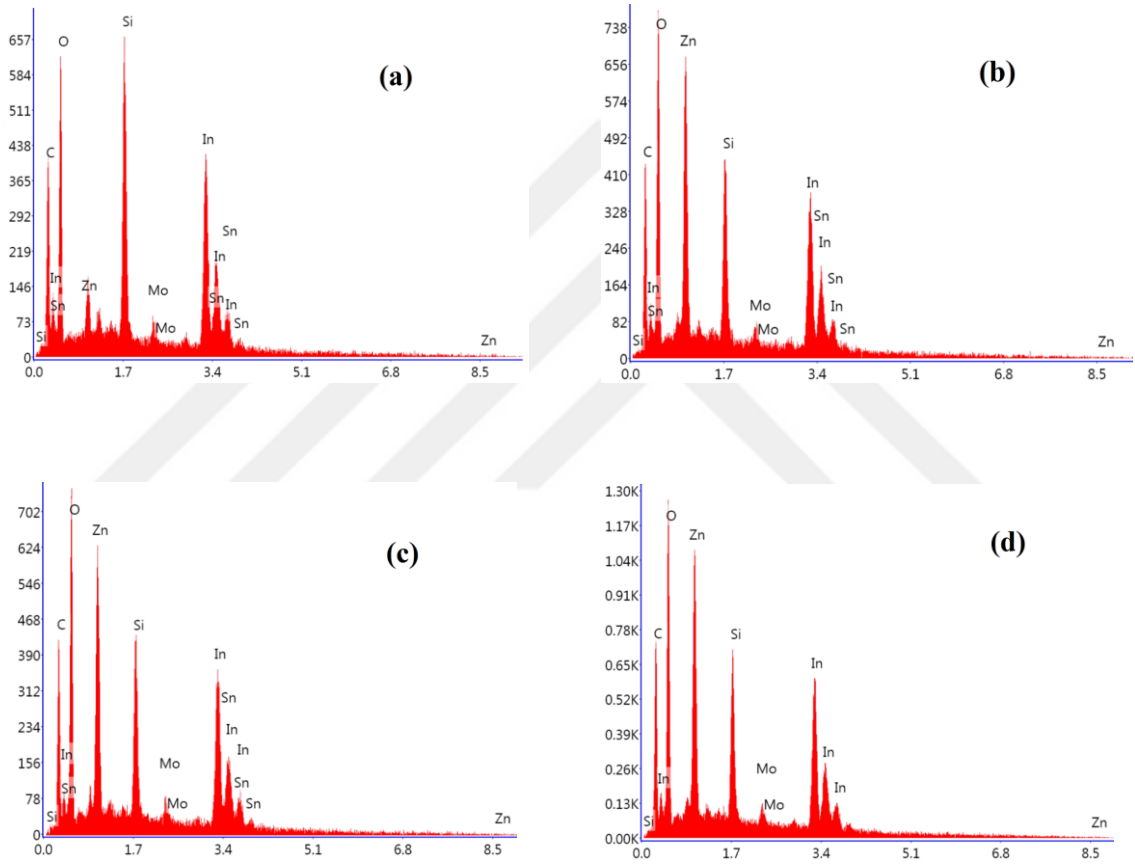 (a)
657
584
511
438
365
292
219
146
73
0
Si
O
C
In
Sn
Si
Zn
Mo
Mo
In
Sn
In
Sn
In
Sn
Zn
0.0 1.7 3.4 5.1 6.8 8.5
(b)
738
656
574
492
410
328
246
164
82
0
O
Zn
C
Si
In
Sn
Si
Mo
Mo
In
Sn
In
Sn
In
Sn
Zn
0.0 1.7 3.4 5.1 6.8 8.5
(c)
702
624
546
468
390
312
234
156
78
0
O
Zn
C
Si
In
Sn
Si
Mo
Mo
In
Sn
In
In
Sn
Sn
Zn
0.0 1.7 3.4 5.1 6.8 8.5
(d)
1.30K
1.17K
1.04K
0.91K
0.78K
0.65K
0.52K
0.39K
0.26K
0.13K
0.00K
O
Zn
C
Si
In
Si
Mo
Mo
In
In
In
Zn
0.0 1.7 3.4 5.1 6.8 8.5